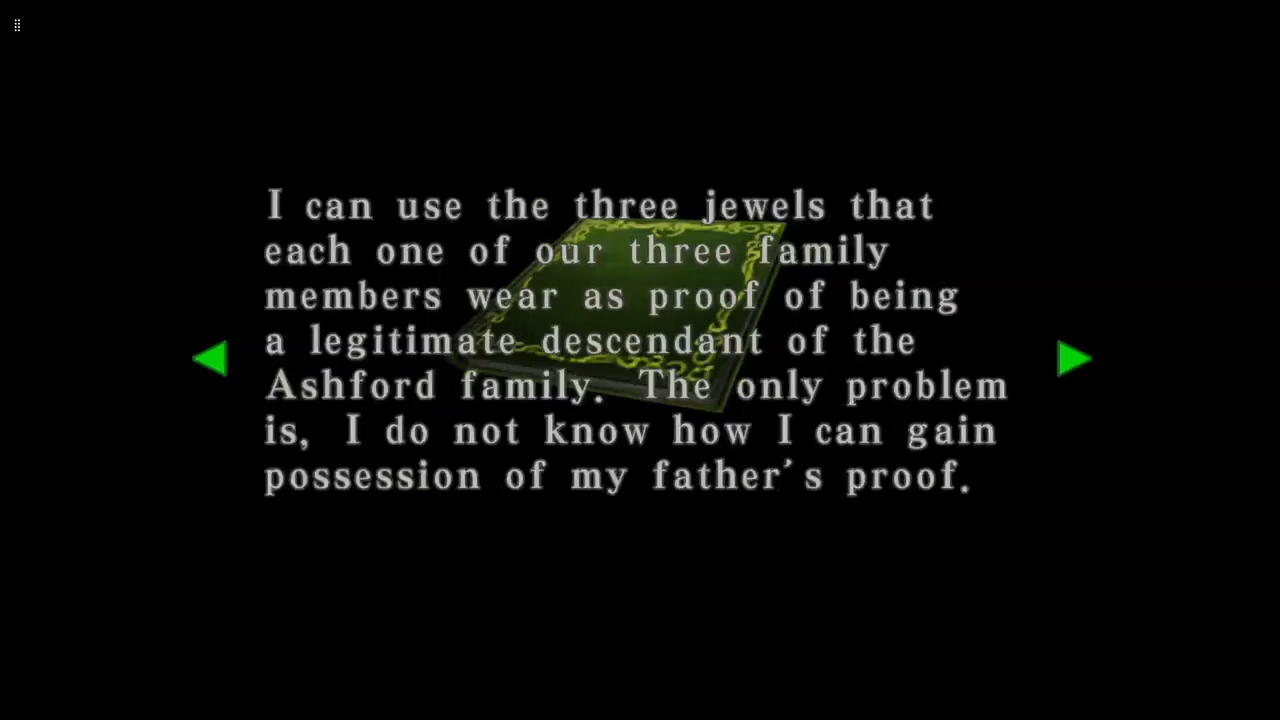 I can use the three jewels that
each one of our three family
members wear as proof of being
a legitimate descendant of the
Ashford family. The only problem
is, I do not know how I can gain
possession of my father's proof.